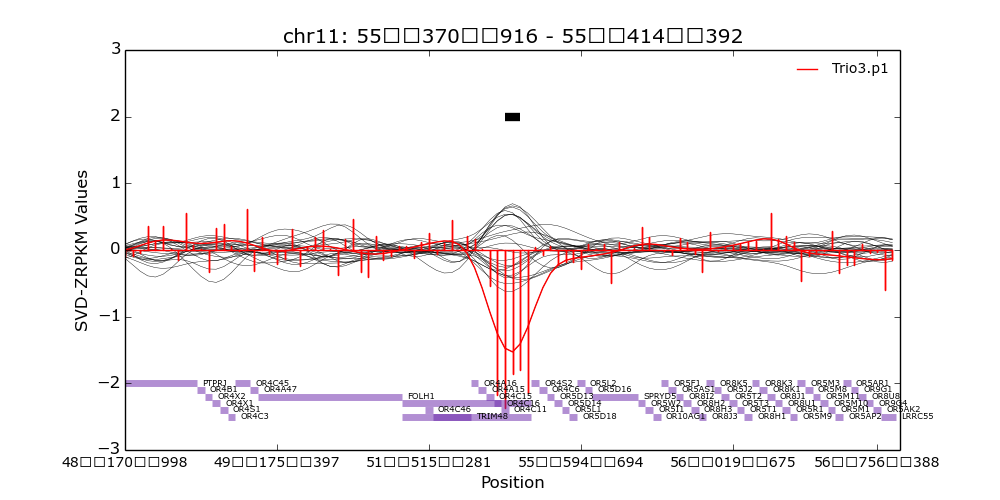 chr11: 55□□370□□916 - 55□□414□□392
Trio3.p1
SVD-ZRPKM Values
3
2
1
0
−1
−2
−3
PTPRJ OR4C45 OR4A16 OR4S2 OR5L2 OR5F1 OR8K5 OR8K3 OR5M3 OR5AR1
OR4B1 OR4A47 OR4A15 OR4C6 OR5D16 OR5AS1 OR5J2 OR8K1 OR5M8 OR9G1
OR4X2 FOLH1 OR4C15 OR5D13 SPRYD5 OR8I2 OR5T2 OR8J1 OR5M11 OR8U8
OR4X1 OR4C16 OR5D14 OR5W2 OR8H2 OR5T3 OR8U1 OR5M10 OR9G4
OR4S1 OR4C46 OR4C11 OR5L1 OR5I1 OR8H3 OR5T1 OR5R1 OR5M1 OR5AK2
OR4C3 TRIM48 OR5D18 OR10AG1 OR8J3 OR8H1 OR5M9 OR5AP2 LRRC55
48□□170□□998 49□□175□□397 51□□515□□281 55□□594□□694 56□□019□□675 56□□756□□388
Position